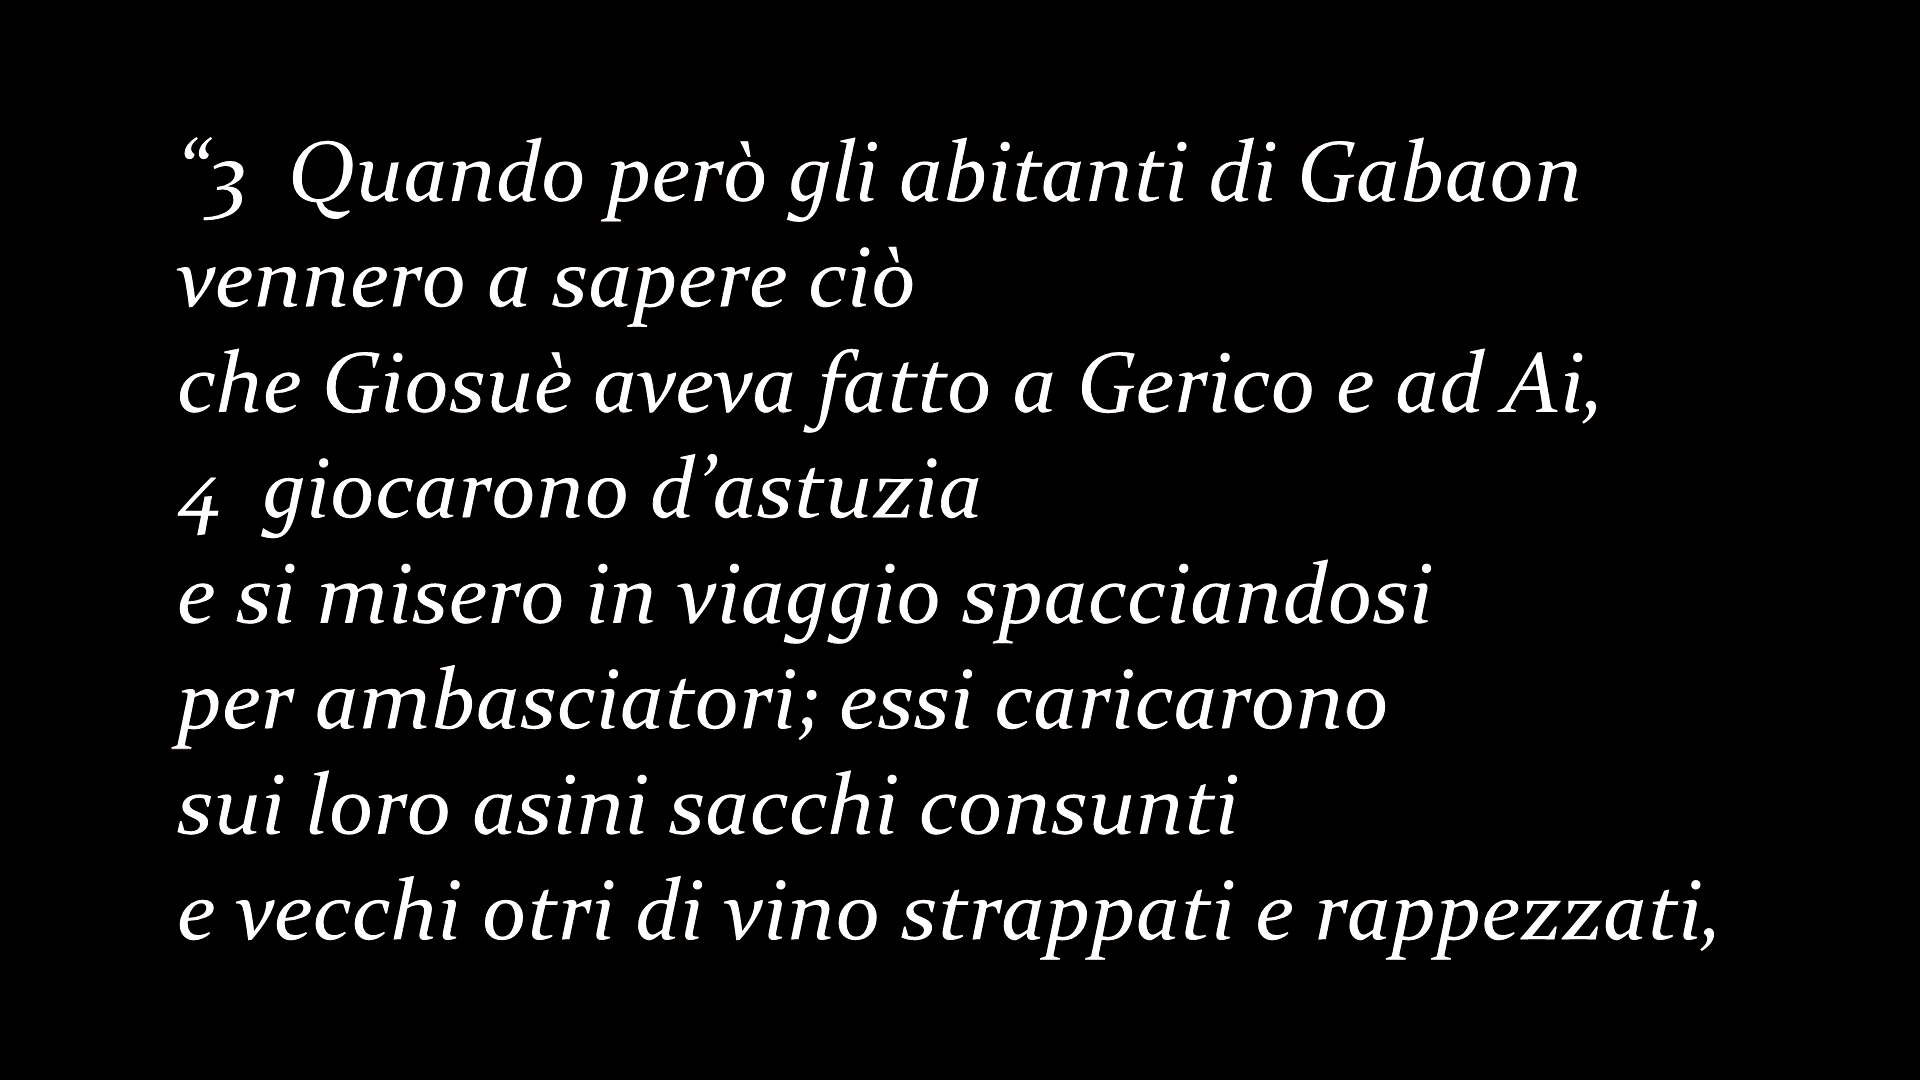 “3  Quando però gli abitanti di Gabaon
vennero a sapere ciò
che Giosuè aveva fatto a Gerico e ad Ai,
4  giocarono d’astuzia
e si misero in viaggio spacciandosi
per ambasciatori; essi caricarono
sui loro asini sacchi consunti
e vecchi otri di vino strappati e rappezzati,